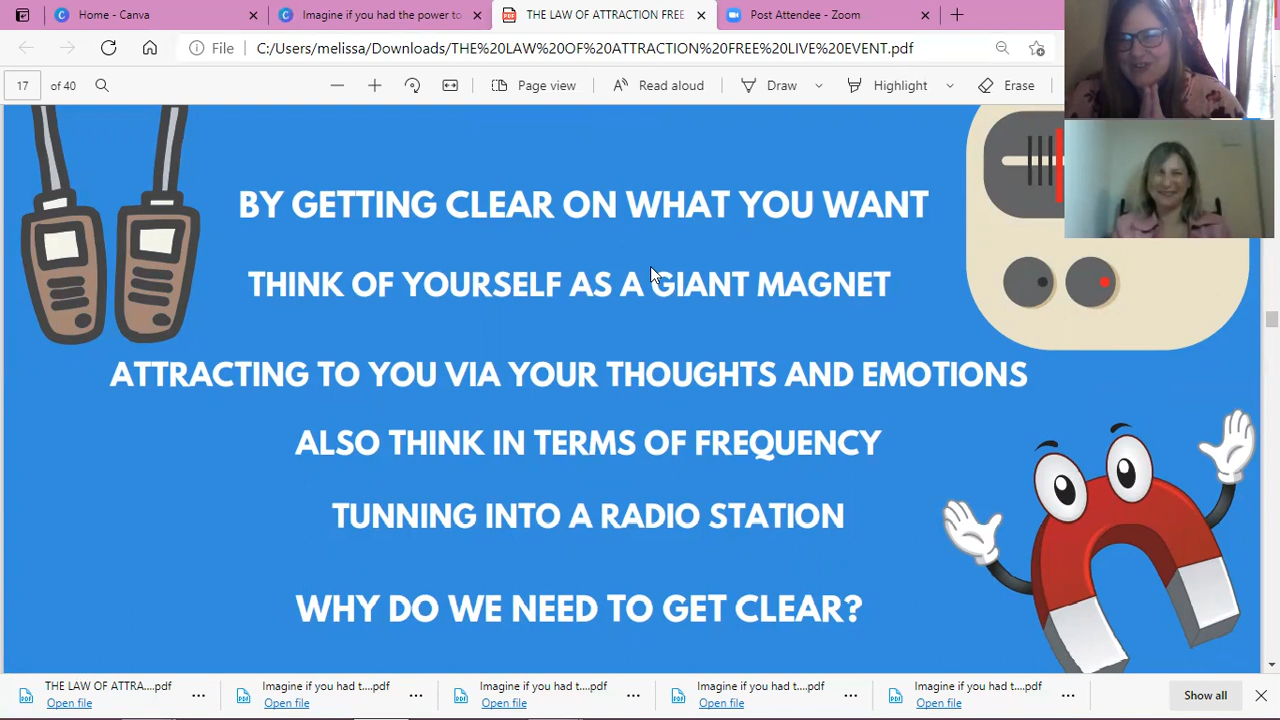 Home - Canva
Imagine if you had the power to
THE LAW OF ATTRACTION FREE
Post Attendee - Zoom
File
C:/Users/melissa/Downloads/THE%20LAW%20OF%20ATTRACTION%20FREE%20LIVE%20EVENT.pdf
17 of 40
Page view
Read aloud
Draw
Highlight
Erase
BY GETTING CLEAR ON WHAT YOU WANT
THINK OF YOURSELF AS A GIANT MAGNET
ATTRACTING TO YOU VIA YOUR THOUGHTS AND EMOTIONS
ALSO THINK IN TERMS OF FREQUENCY
TUNNING INTO A RADIO STATION
WHY DO WE NEED TO GET CLEAR?
THE LAW OF ATTRA....pdf
Open file
Imagine if you had t....pdf
Open file
Imagine if you had t....pdf
Open file
Imagine if you had t....pdf
Open file
Imagine if you had t....pdf
Open file
Show all